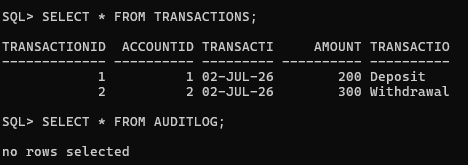 SQL> SELECT * FROM TRANSACTIONS;
TRANSACTIONID  ACCOUNTID TRANSACTI     AMOUNT TRANSACTIO
------------- ---------- --------- ---------- ----------
            1          1 02-JUL-26        200 Deposit
            2          2 02-JUL-26        300 Withdrawal
SQL> SELECT * FROM AUDITLOG;
no rows selected